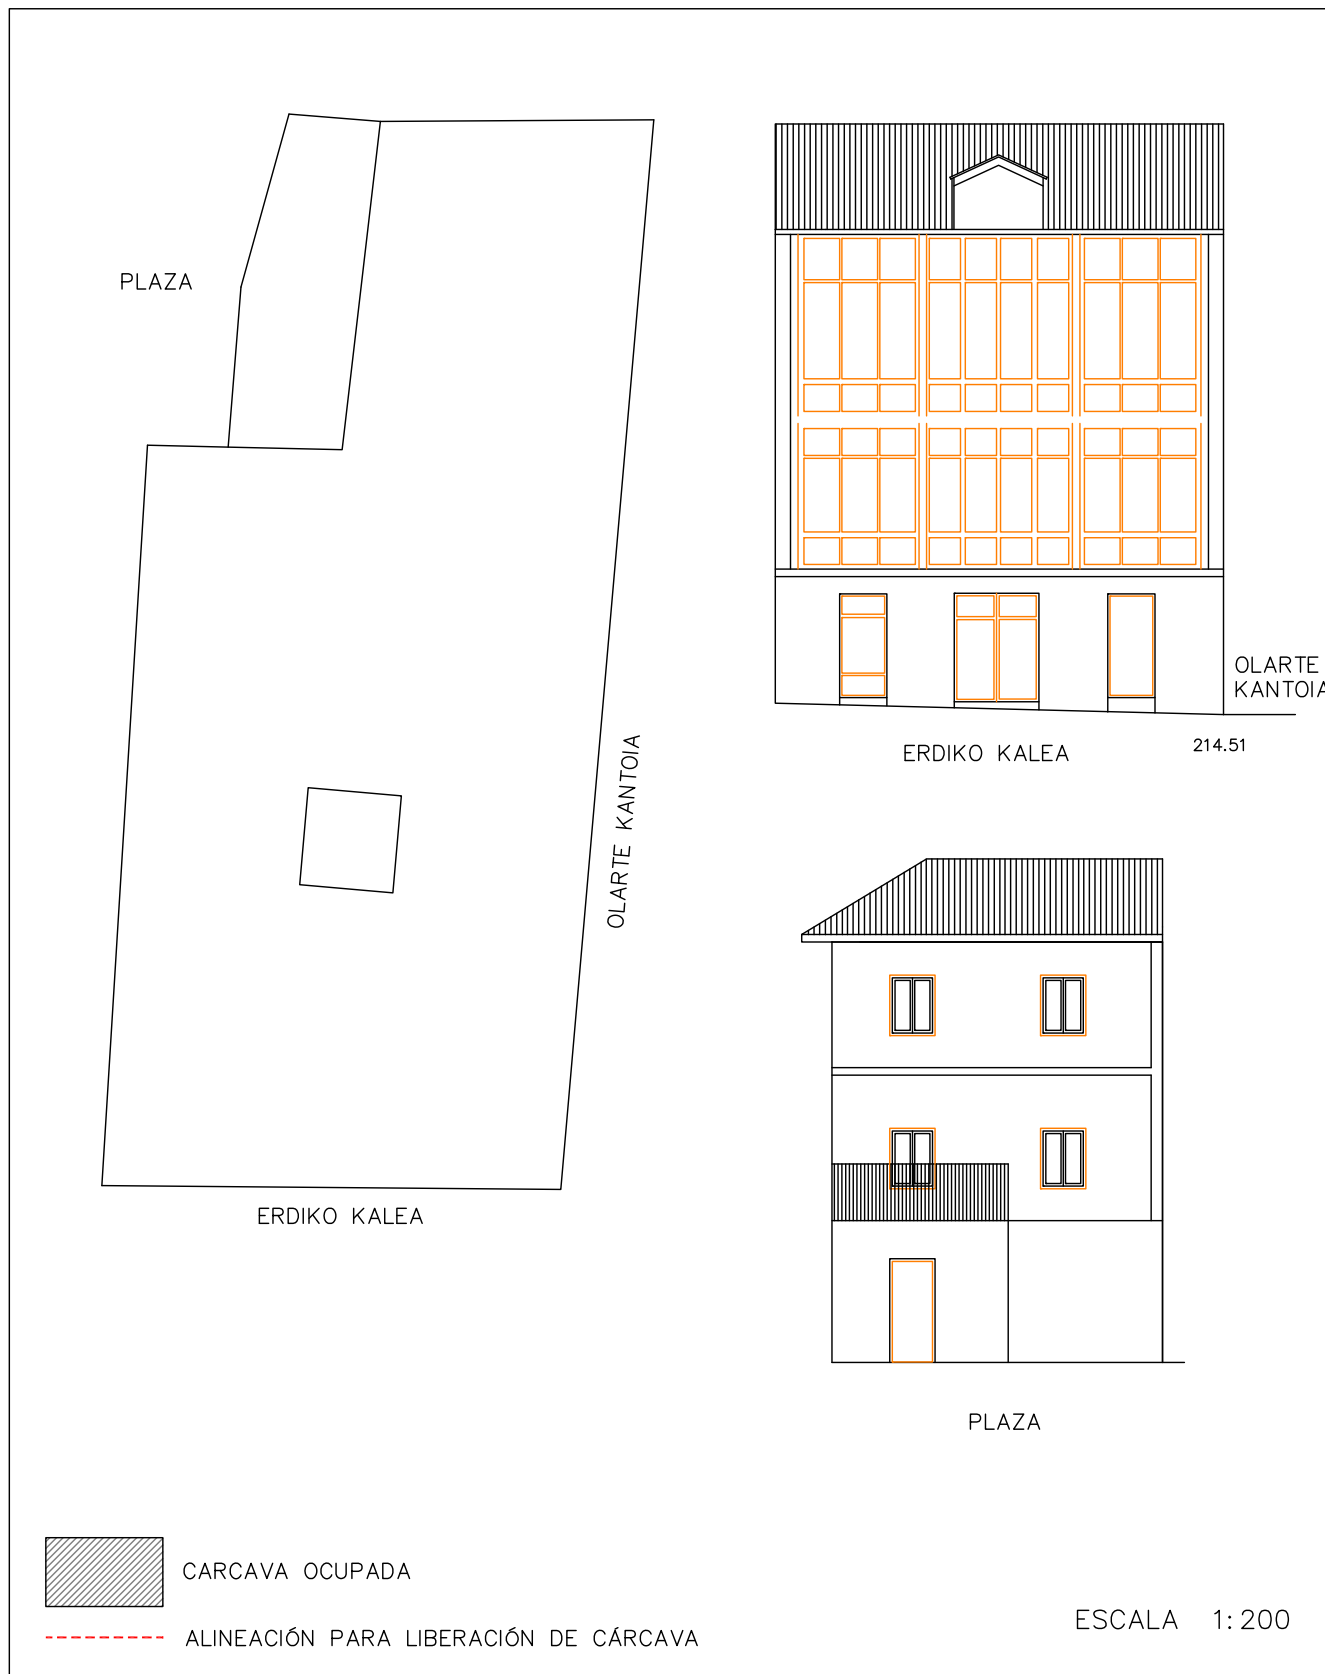 PLAZA
OLARTE KANTOIA
ERDIKO KALEA
OLARTE
KANTOIA
ERDIKO KALEA
214.51
PLAZA
CARCAVA OCUPADA
ALINEACIÓN PARA LIBERACIÓN DE CÁRCAVA
ESCALA 1:200